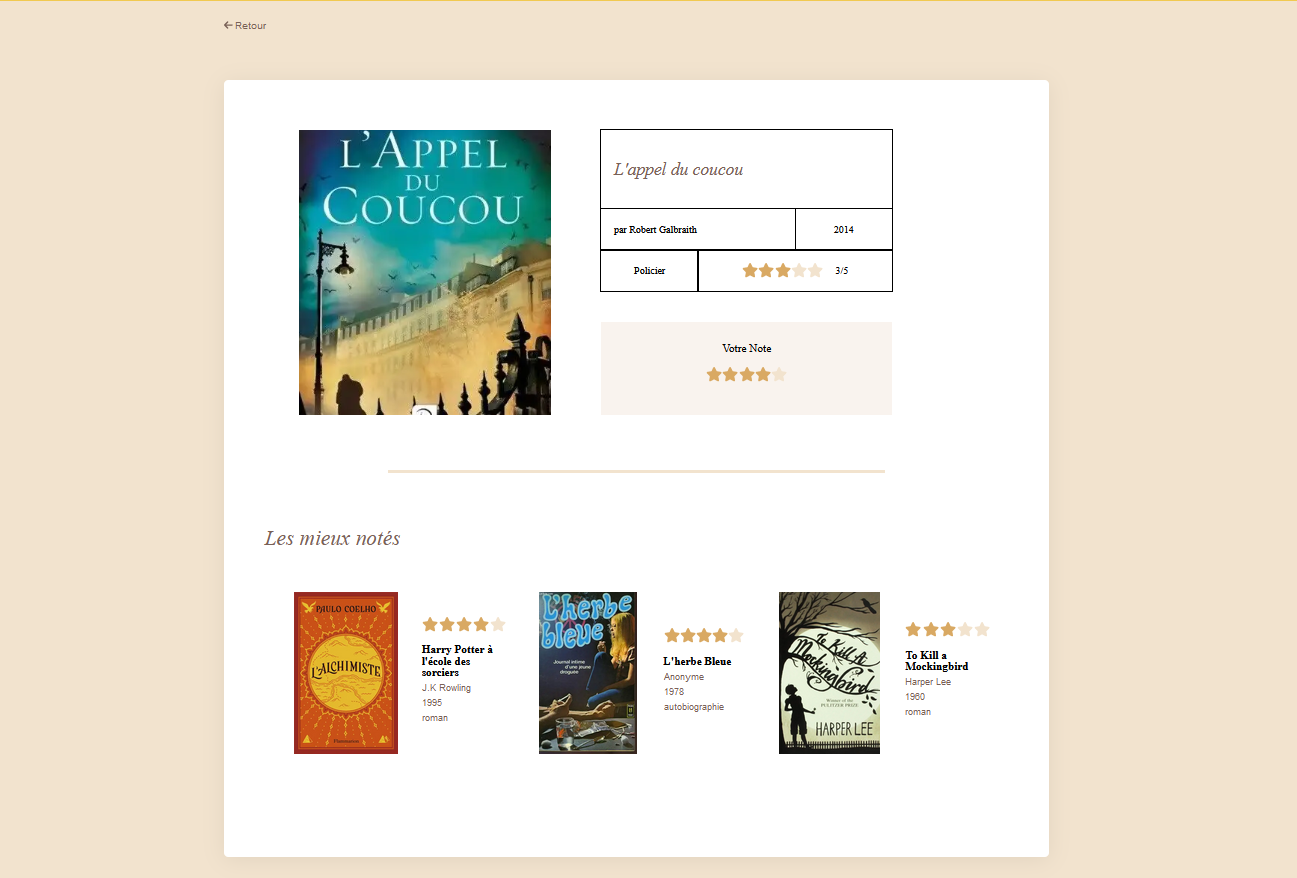 Retour
L'APPEL
DU
COUCOU
L'appel du coucou
par Robert Galbraith
2014
Policier
3/5
Votre Note
Les mieux notés
PAULO COELHO
L'ALCHIMISTE
Flammarion
Harry Potter à
l'école des
sorciers
J.K Rowling
1995
roman
L'herbe
bleue
Journal intime
d'une jeune
droguée
L'herbe Bleue
Anonyme
1978
autobiographie
To Kill A
Mockingbird
Winner of the
PULITZER PRIZE
HARPER LEE
To Kill a
Mockingbird
Harper Lee
1960
roman